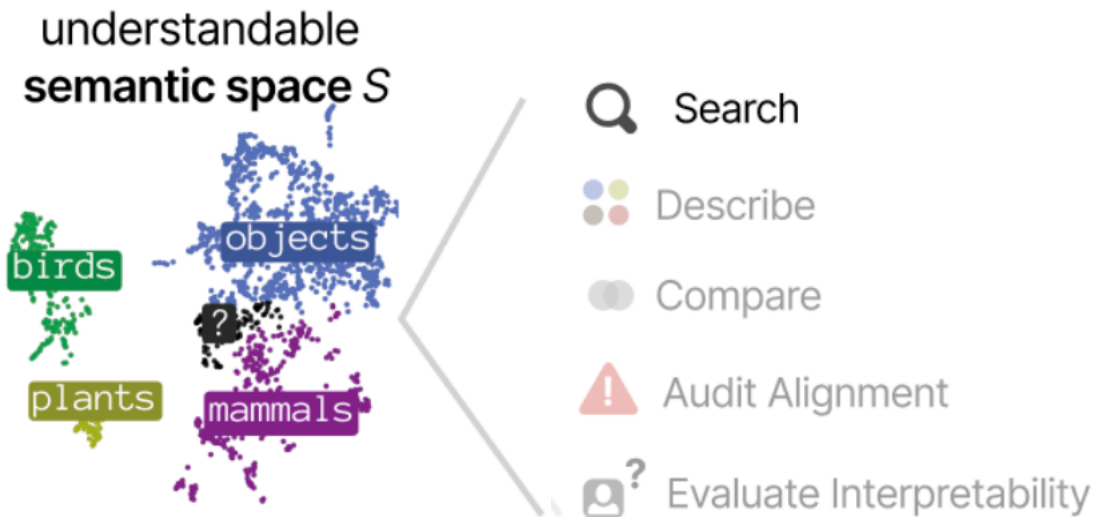 understandable
semantic space S
objects
birds
?
plants
mammals
Search
Describe
Compare
! Audit Alignment
? Evaluate Interpretability